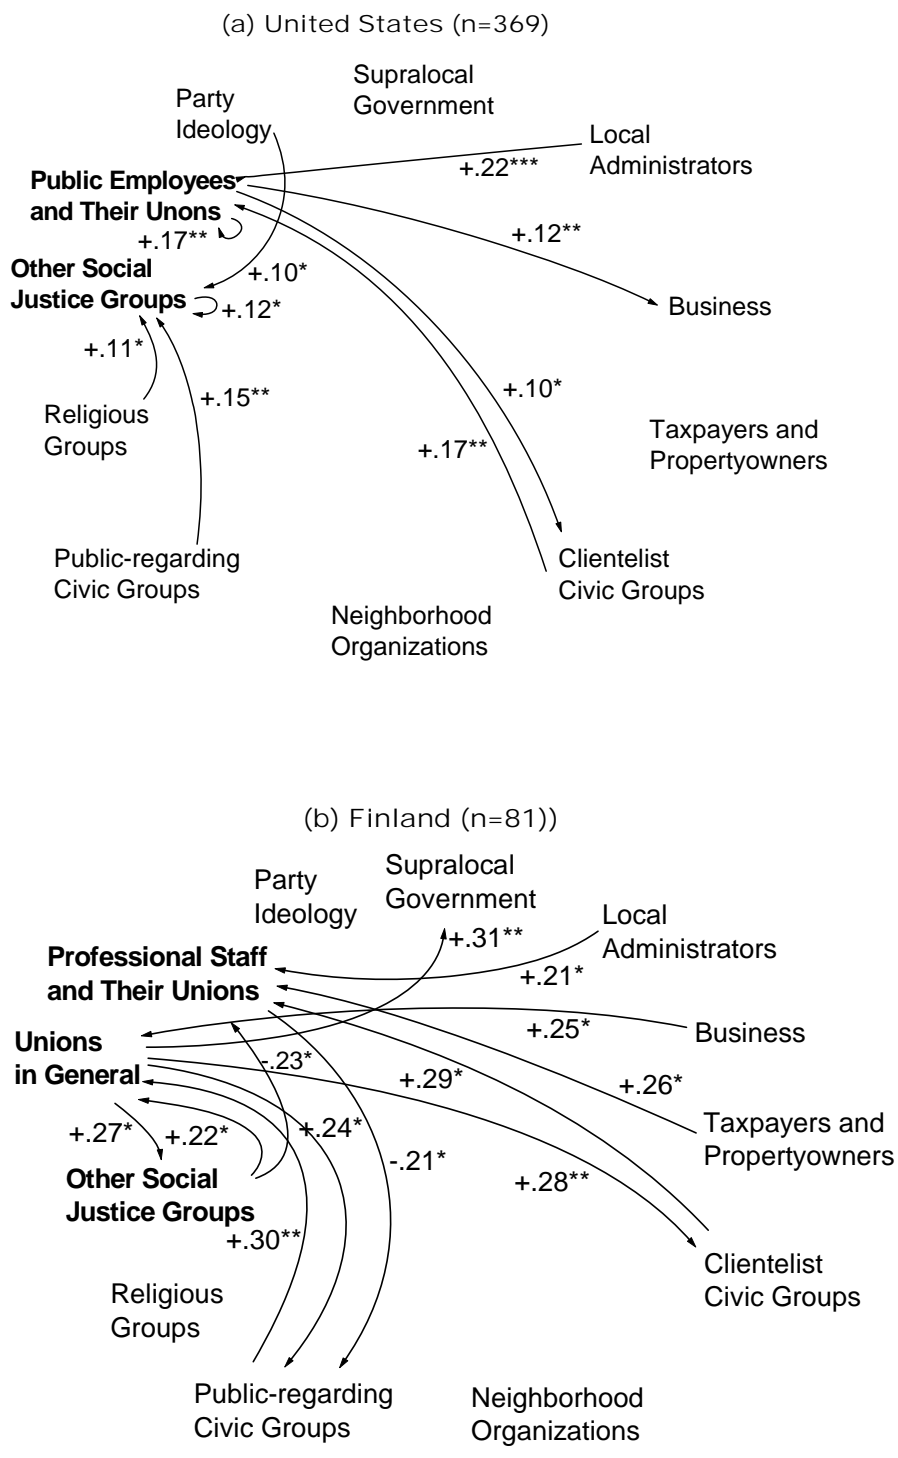 (a) United States (n=369)
Supralocal
Government
Party
Ideology
Local
Administrators
+.22***
Public Employees
and Their Unons
+.12**
+.17**
Other Social
Justice Groups
+.10*
+.12*
Business
+.11*
+.10*
+.15**
Religious
Groups
Taxpayers and
Propertyowners
+.17**
Public-regarding
Civic Groups
Clientelist
Civic Groups
Neighborhood
Organizations
(b) Finland (n=81))
Supralocal
Government
Party
Ideology
Local
Administrators
+.31**
Professional Staff
and Their Unions
+.21*
+.25*
Business
Unions
in General
-.23*
+.29*
+.26*
Taxpayers and
Propertyowners
+.27*
+.22*
+.24*
-.21*
+.28**
Other Social
Justice Groups
+.30**
Clientelist
Civic Groups
Religious
Groups
Public-regarding
Civic Groups
Neighborhood
Organizations